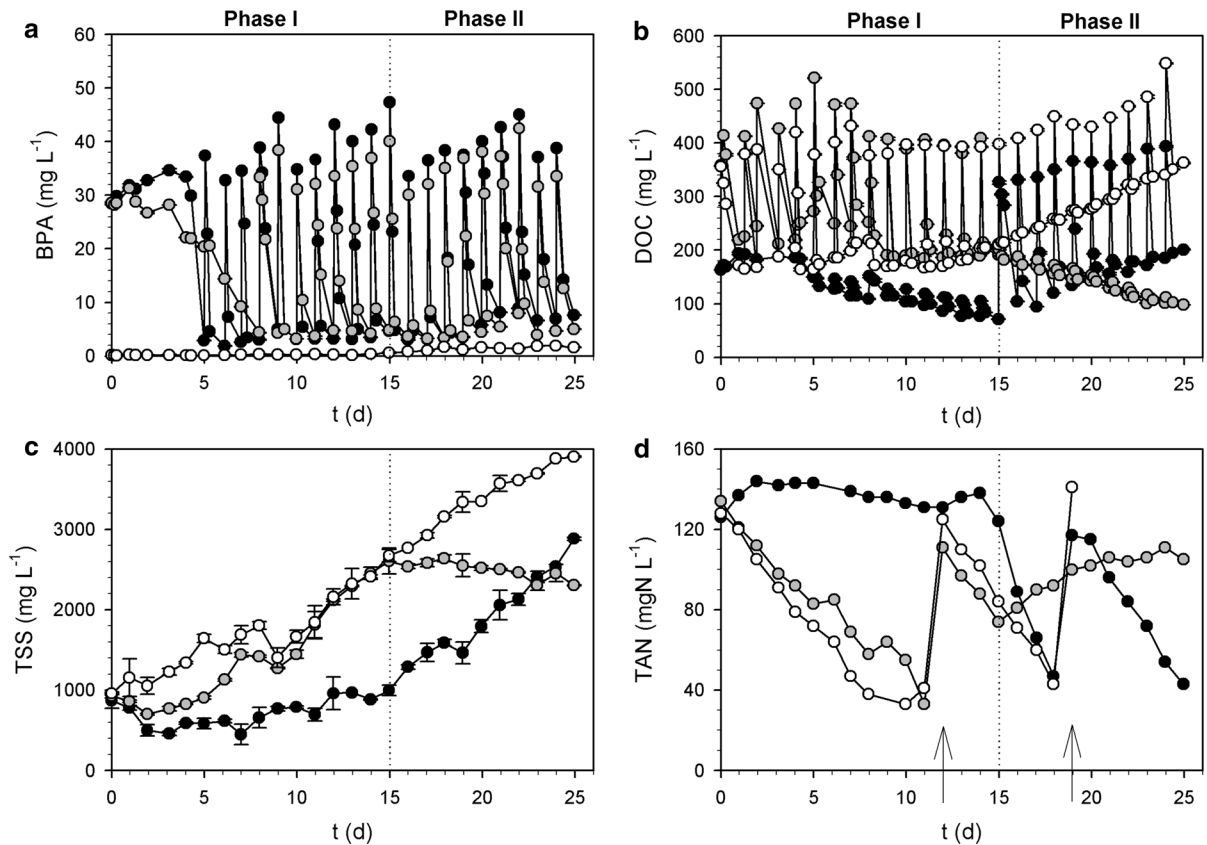 a
Phase I
Phase II
60
50
40
30
20
10
0
BPA (mg L⁻¹)
0 5 10 15 20 25
t (d)
b
Phase I
Phase II
600
500
400
300
200
100
0
DOC (mg L⁻¹)
0 5 10 15 20 25
t (d)
c
4000
3000
2000
1000
0
TSS (mg L⁻¹)
0 5 10 15 20 25
t (d)
d
160
120
80
40
0
TAN (mgN L⁻¹)
0 5 10 15 20 25
t (d)